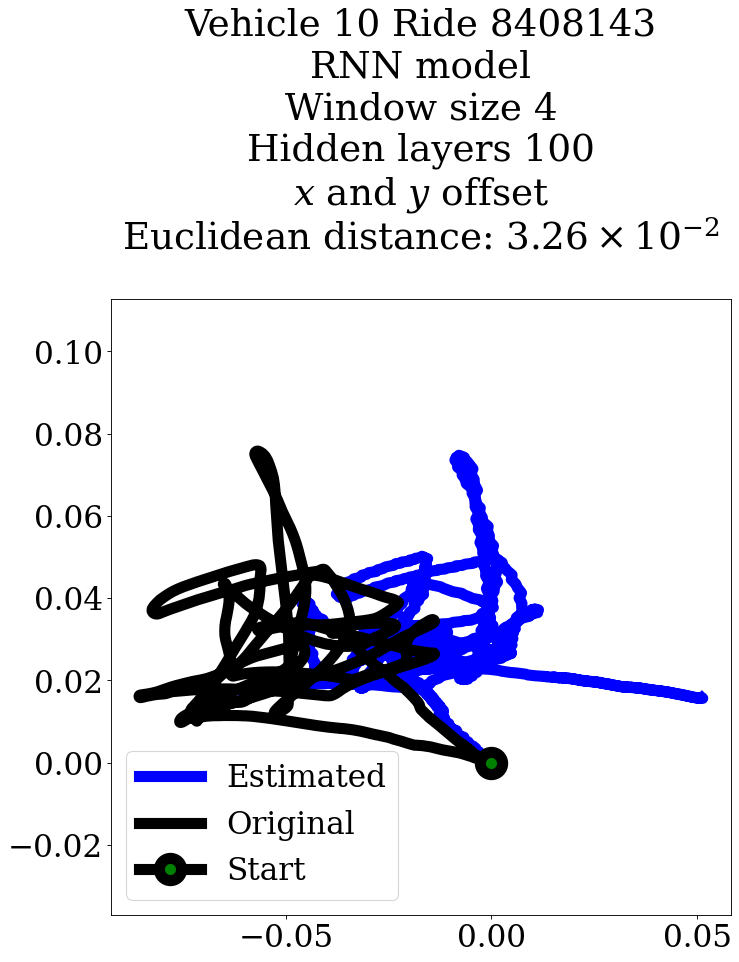 Vehicle 10 Ride 8408143
RNN model
Window size 4
Hidden layers 100
x and y offset
Euclidean distance: 3.26 × 10⁻²
0.10
0.08
0.06
0.04
0.02
0.00
−0.02
Estimated
Original
Start
−0.05 0.00 0.05